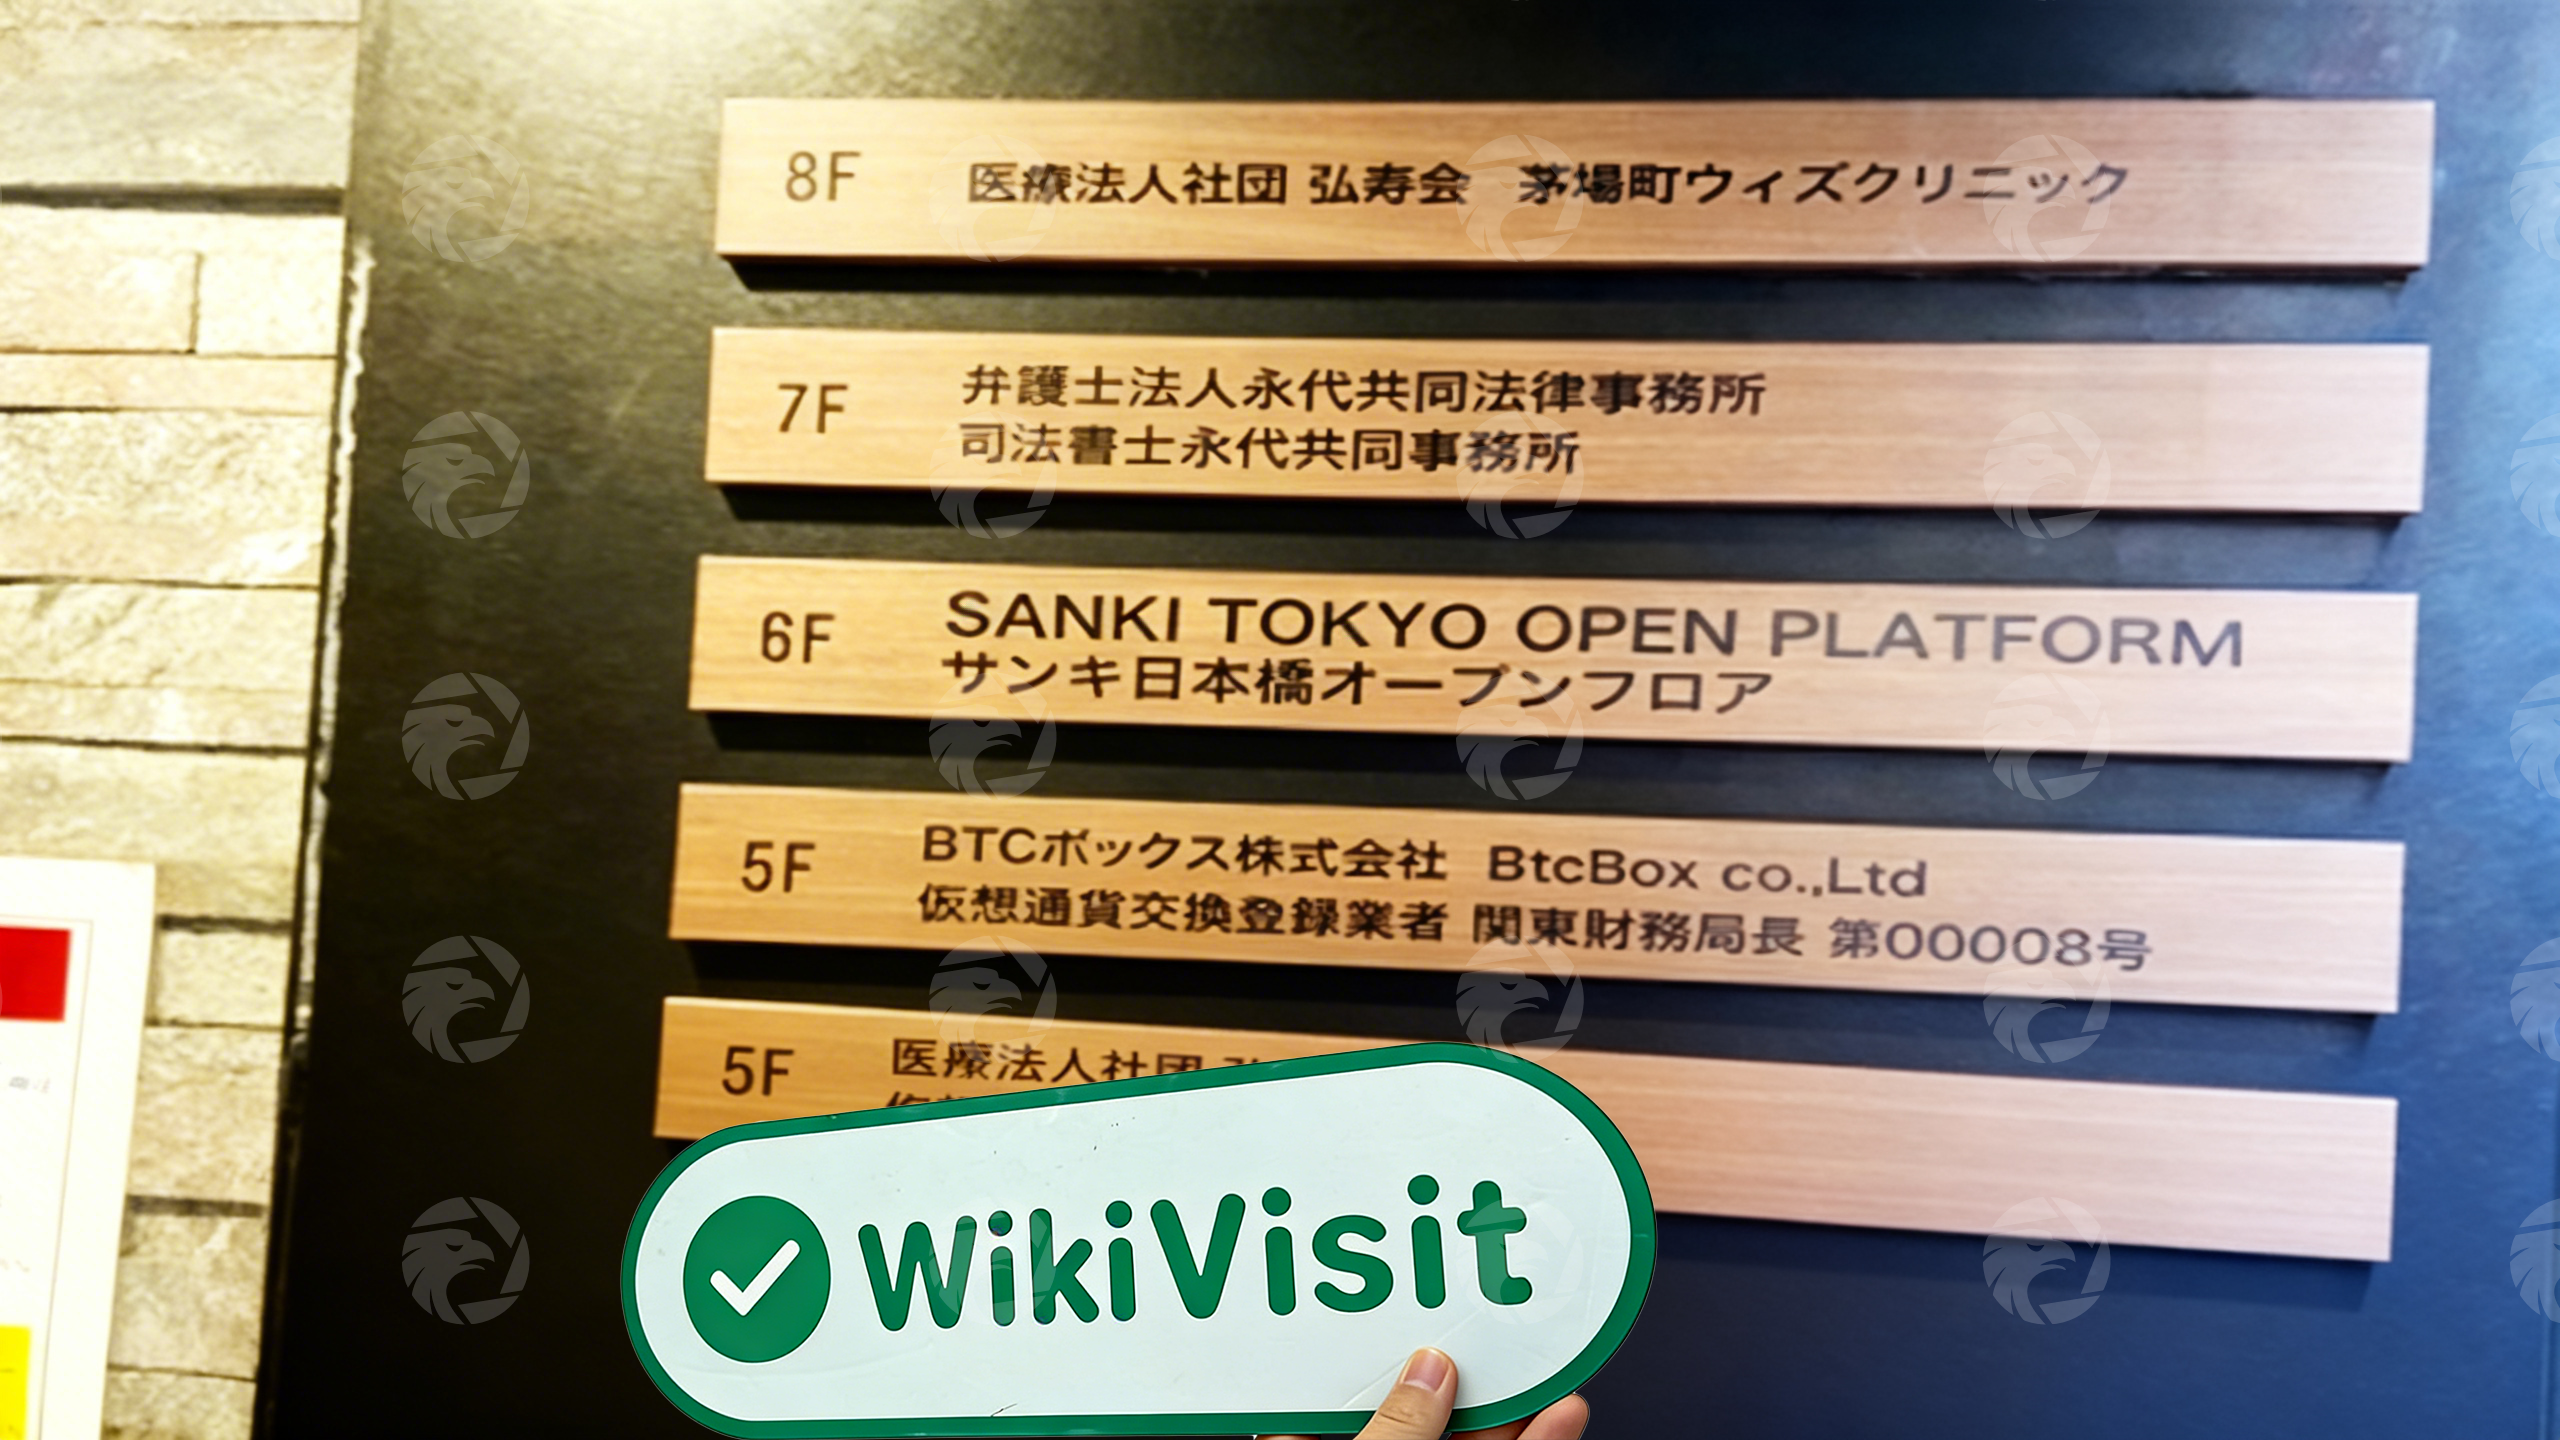 8F 医療法人社団 弘寿会 茅場町ウィズクリニック
7F 弁護士法人永代共同法律事務所
司法書士永代共同事務所
6F SANKI TOKYO OPEN PLATFORM
サンキ日本橋オープンフロア
5F BTCボックス株式会社 BtcBox co.,Ltd
仮想通貨交換登録業者 関東財務局長 第00008号
5F 医療法人社団
WikiVisit